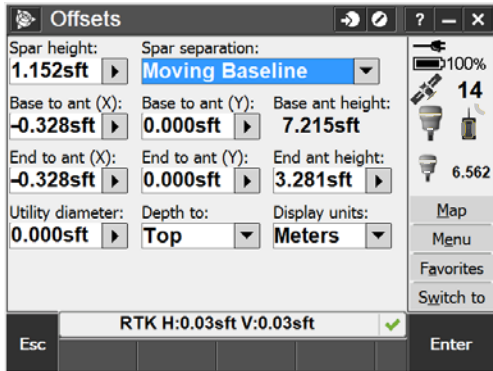 Offsets ? – ×
Spar height: Spar separation:
1.152sft Moving Baseline
100%
14
Base to ant (X): Base to ant (Y): Base ant height:
-0.328sft 0.000sft 7.215sft
End to ant (X): End to ant (Y): End ant height:
-0.328sft 0.000sft 3.281sft
6.562
Utility diameter: Depth to: Display units:
0.000sft Top Meters
Map
Menu
Favorites
Switch to
RTK H:0.03sft V:0.03sft
Esc Enter